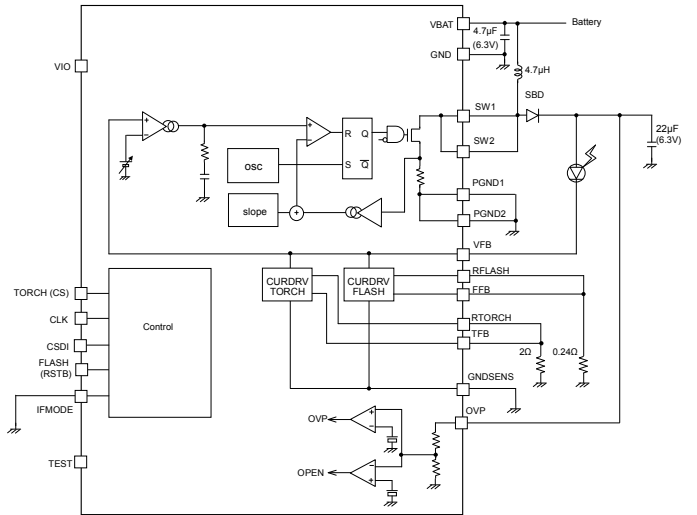 VBAT
Battery
4.7µF
(6.3V)
GND
VIO
4.7µH
SBD
SW1
22µF
(6.3V)
R Q
osc
S Q
SW2
slope
+
PGND1
PGND2
VFB
RFLASH
CURDRV
TORCH
CURDRV
FLASH
FFB
TORCH (CS)
RTORCH
CLK
Control
TFB
CSDI
2Ω
0.24Ω
FLASH
(RSTB)
GNDSENS
IFMODE
OVP
OVP
TEST
OPEN